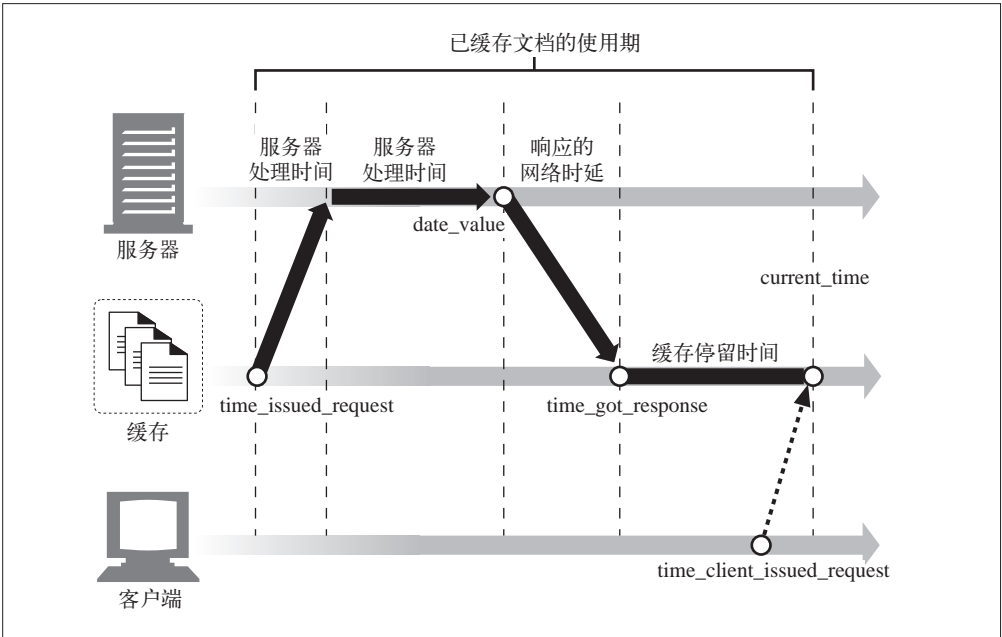 已缓存文档的使用期
服务器
处理时间
服务器
处理时间
响应的
网络时延
date_value
服务器
current_time
缓存停留时间
time_issued_request
time_got_response
缓存
time_client_issued_request
客户端